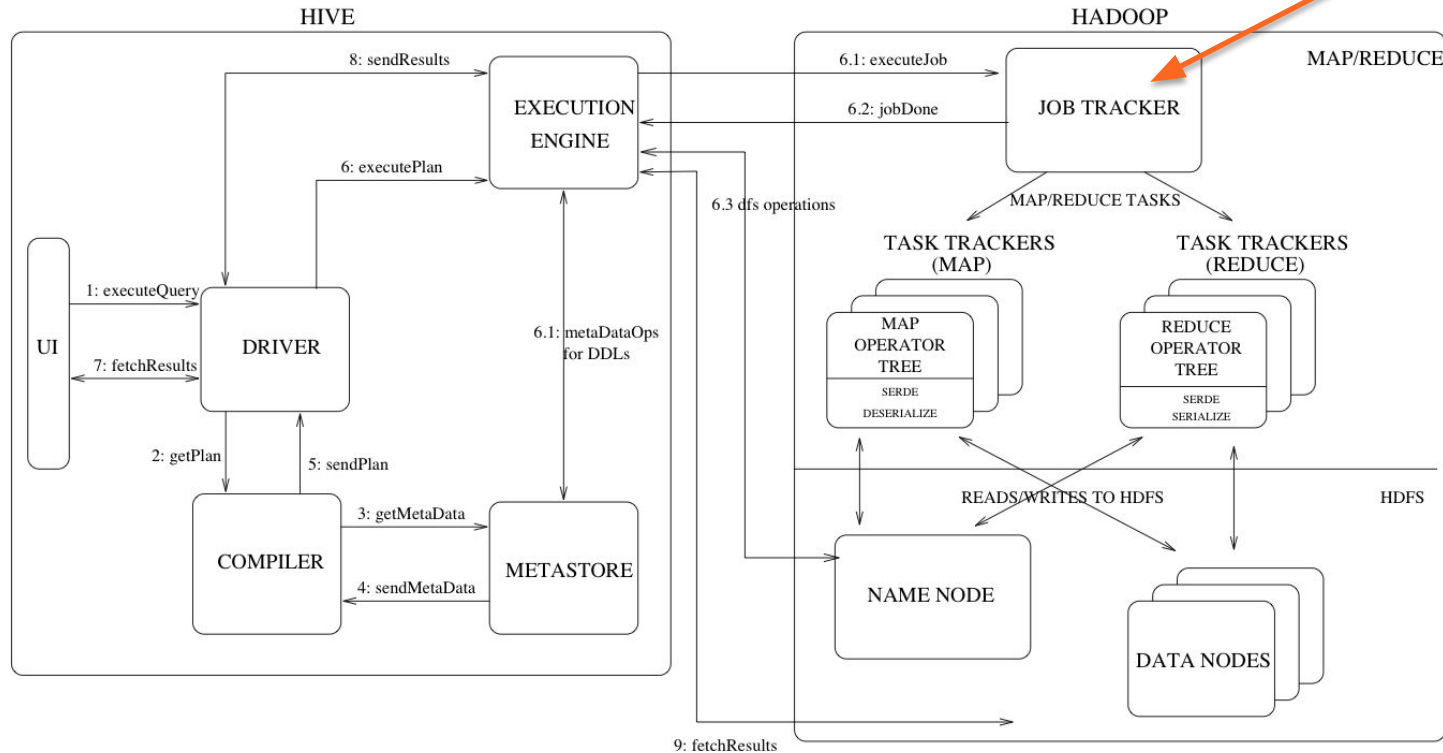 HIVE
HADOOP
MAP/REDUCE
8: sendResults
6.1: executeJob
EXECUTION
ENGINE
JOB TRACKER
6.2: jobDone
6: executePlan
6.3 dfs operations
MAP/REDUCE TASKS
TASK TRACKERS
(MAP)
TASK TRACKERS
(REDUCE)
1: executeQuery
UI
DRIVER
7: fetchResults
6.1: metaDataOps
for DDLs
MAP
OPERATOR
TREE
SERDE
DESERIALIZE
REDUCE
OPERATOR
TREE
SERDE
SERIALIZE
2: getPlan
5: sendPlan
READS/WRITES TO HDFS
HDFS
3: getMetaData
COMPILER
METASTORE
4: sendMetaData
NAME NODE
DATA NODES
9: fetchResults